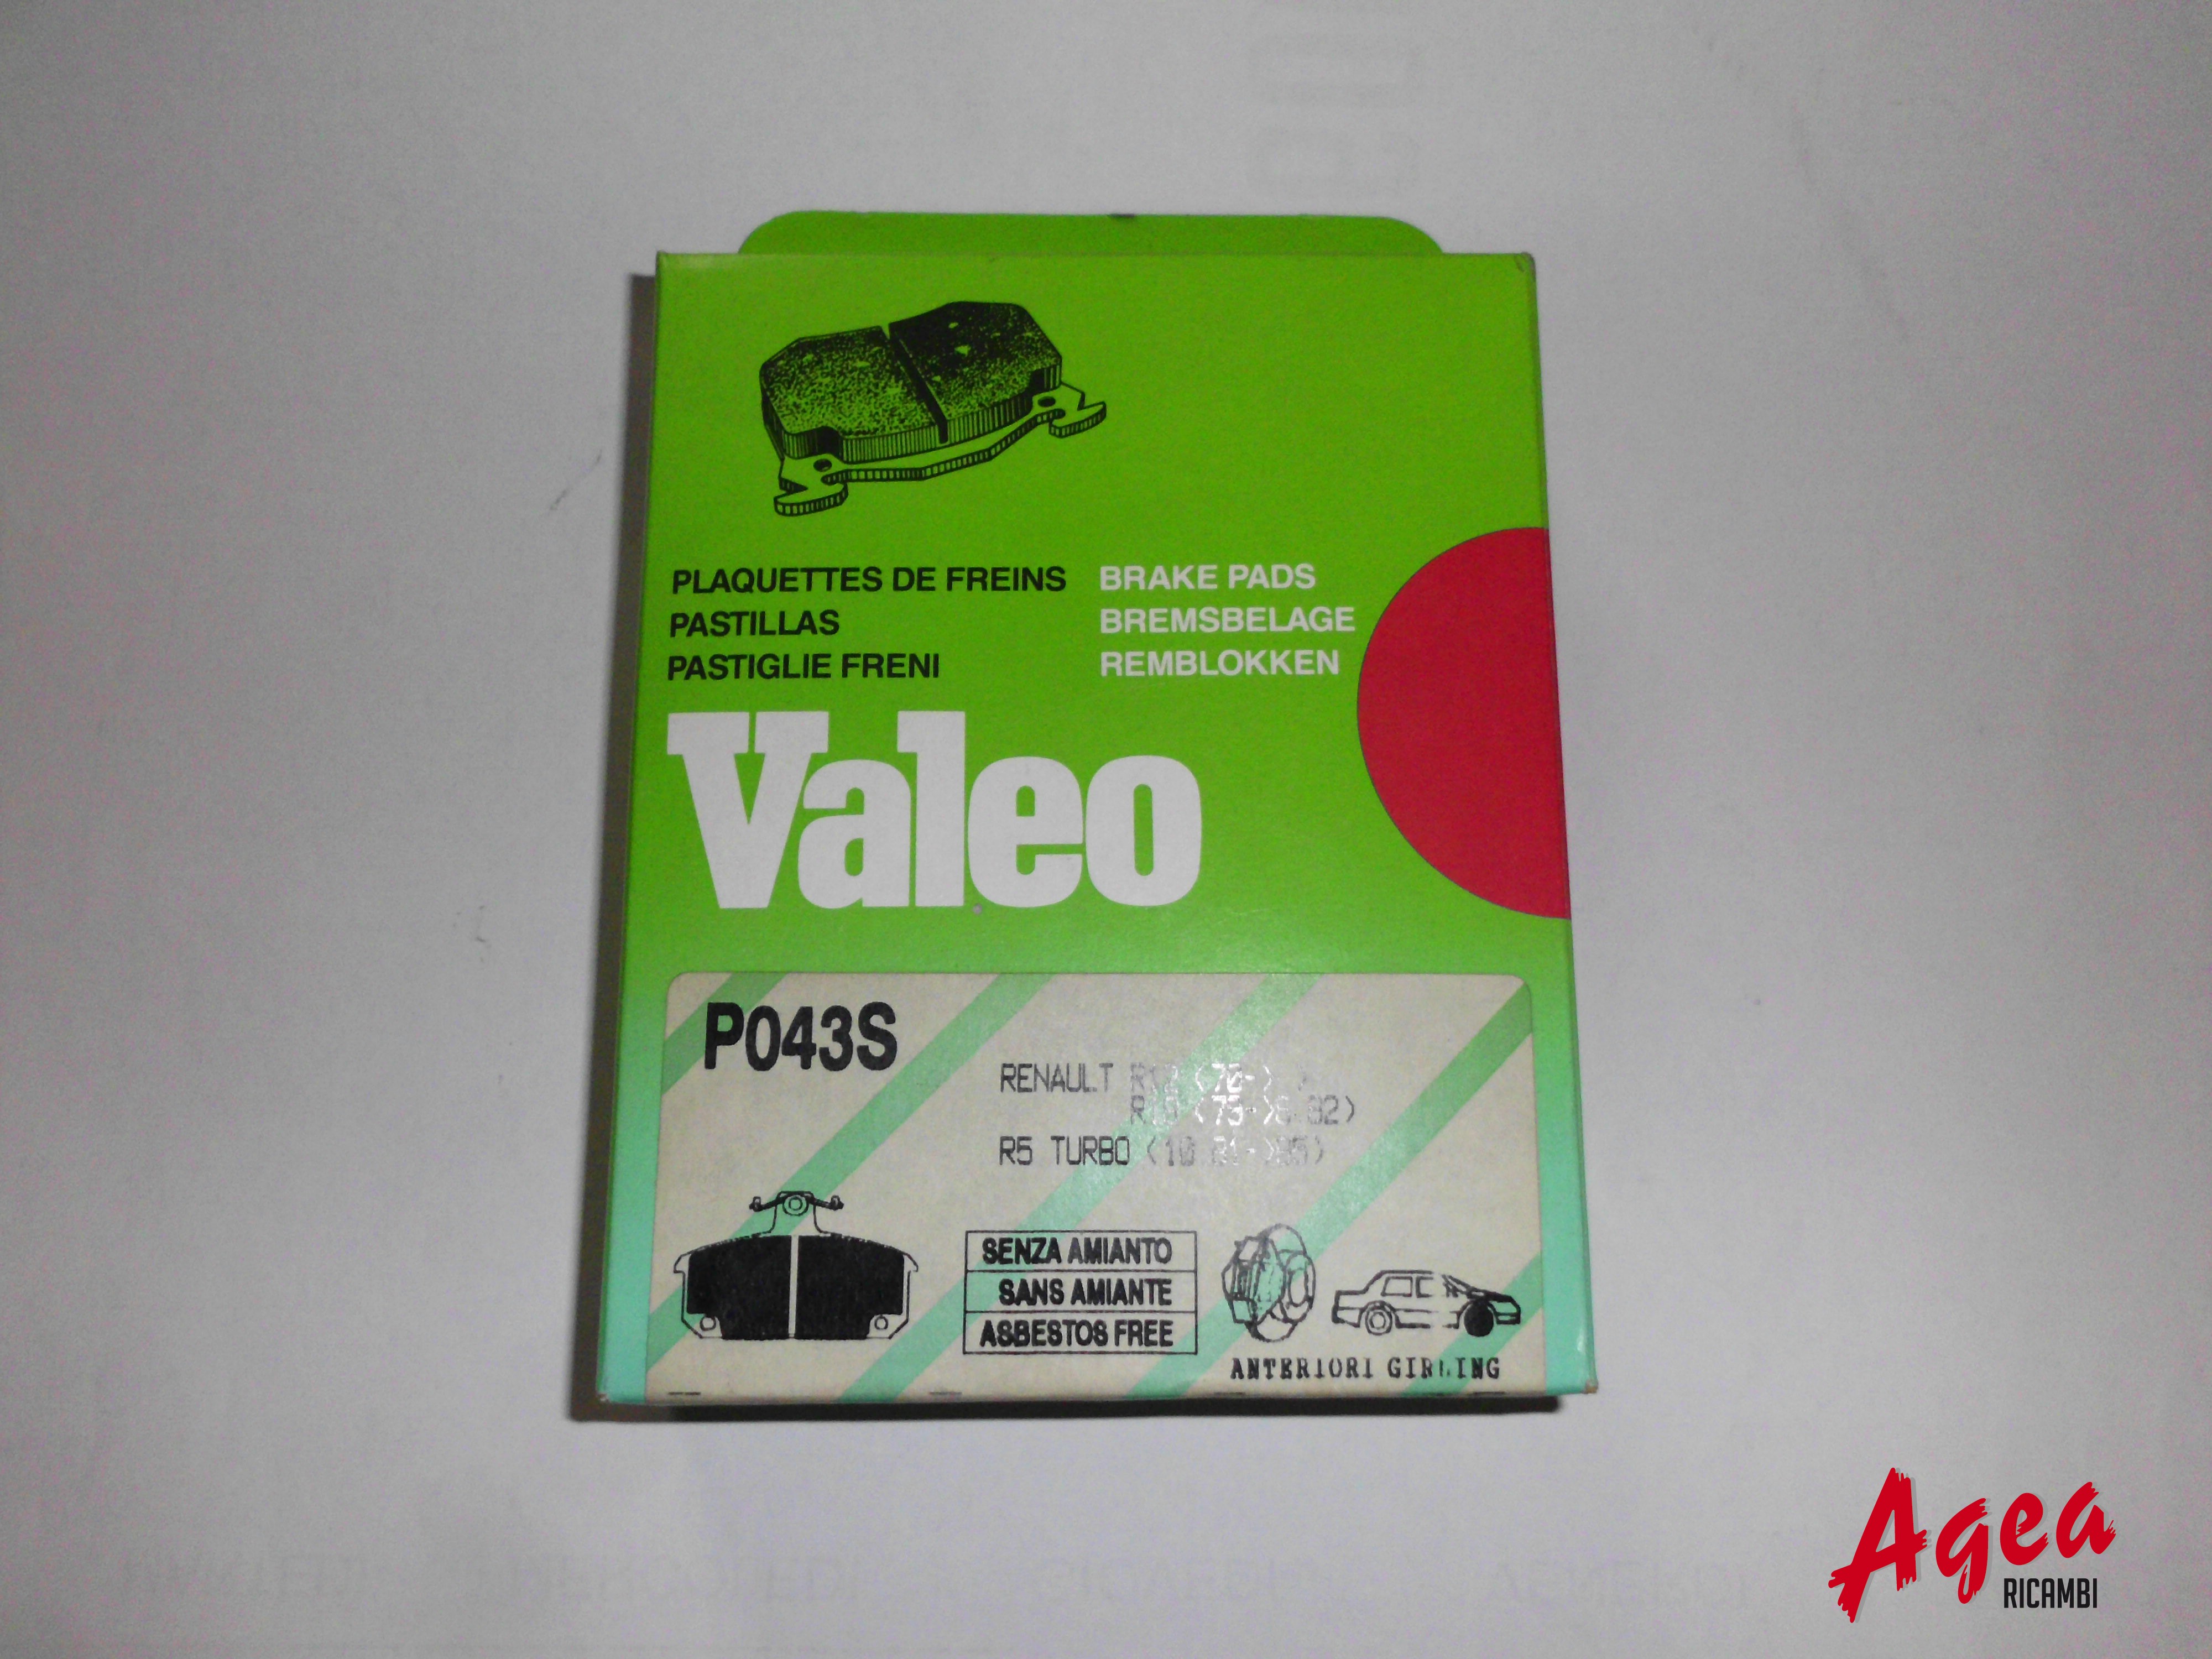 PLAQUETTES DE FREINS
PASTILLAS
PASTIGLIE FRENI
BRAKE PADS
BREMSBELAGE
REMBLOKKEN
Valeo
P043S
RENAULT
R5 TURBO
SENZA AMIANTO
SANS AMIANTE
ASBESTOS FREE
ANTERIORI GIRLING
Agea
RICAMBI